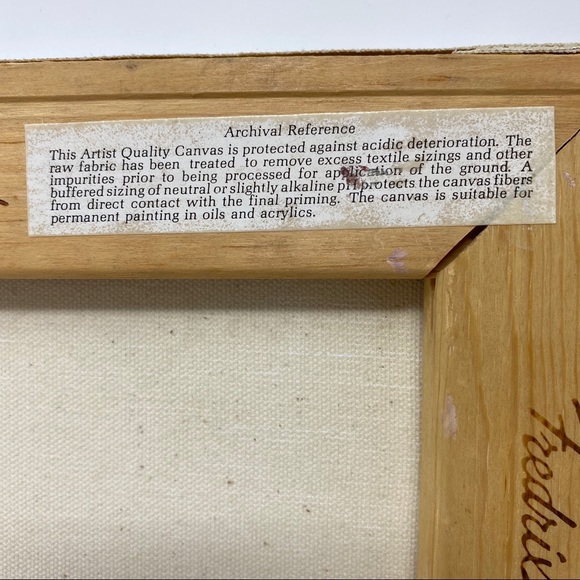 Archival Reference
This Artist Quality Canvas is protected against acidic deterioration. The
raw fabric has been treated to remove excess textile sizings and other
impurities prior to being processed for application of the ground. A
buffered sizing of neutral or slightly alkaline pH protects the canvas fibers
from direct contact with the final priming. The canvas is suitable for
permanent painting in oils and acrylics.
Fredrix